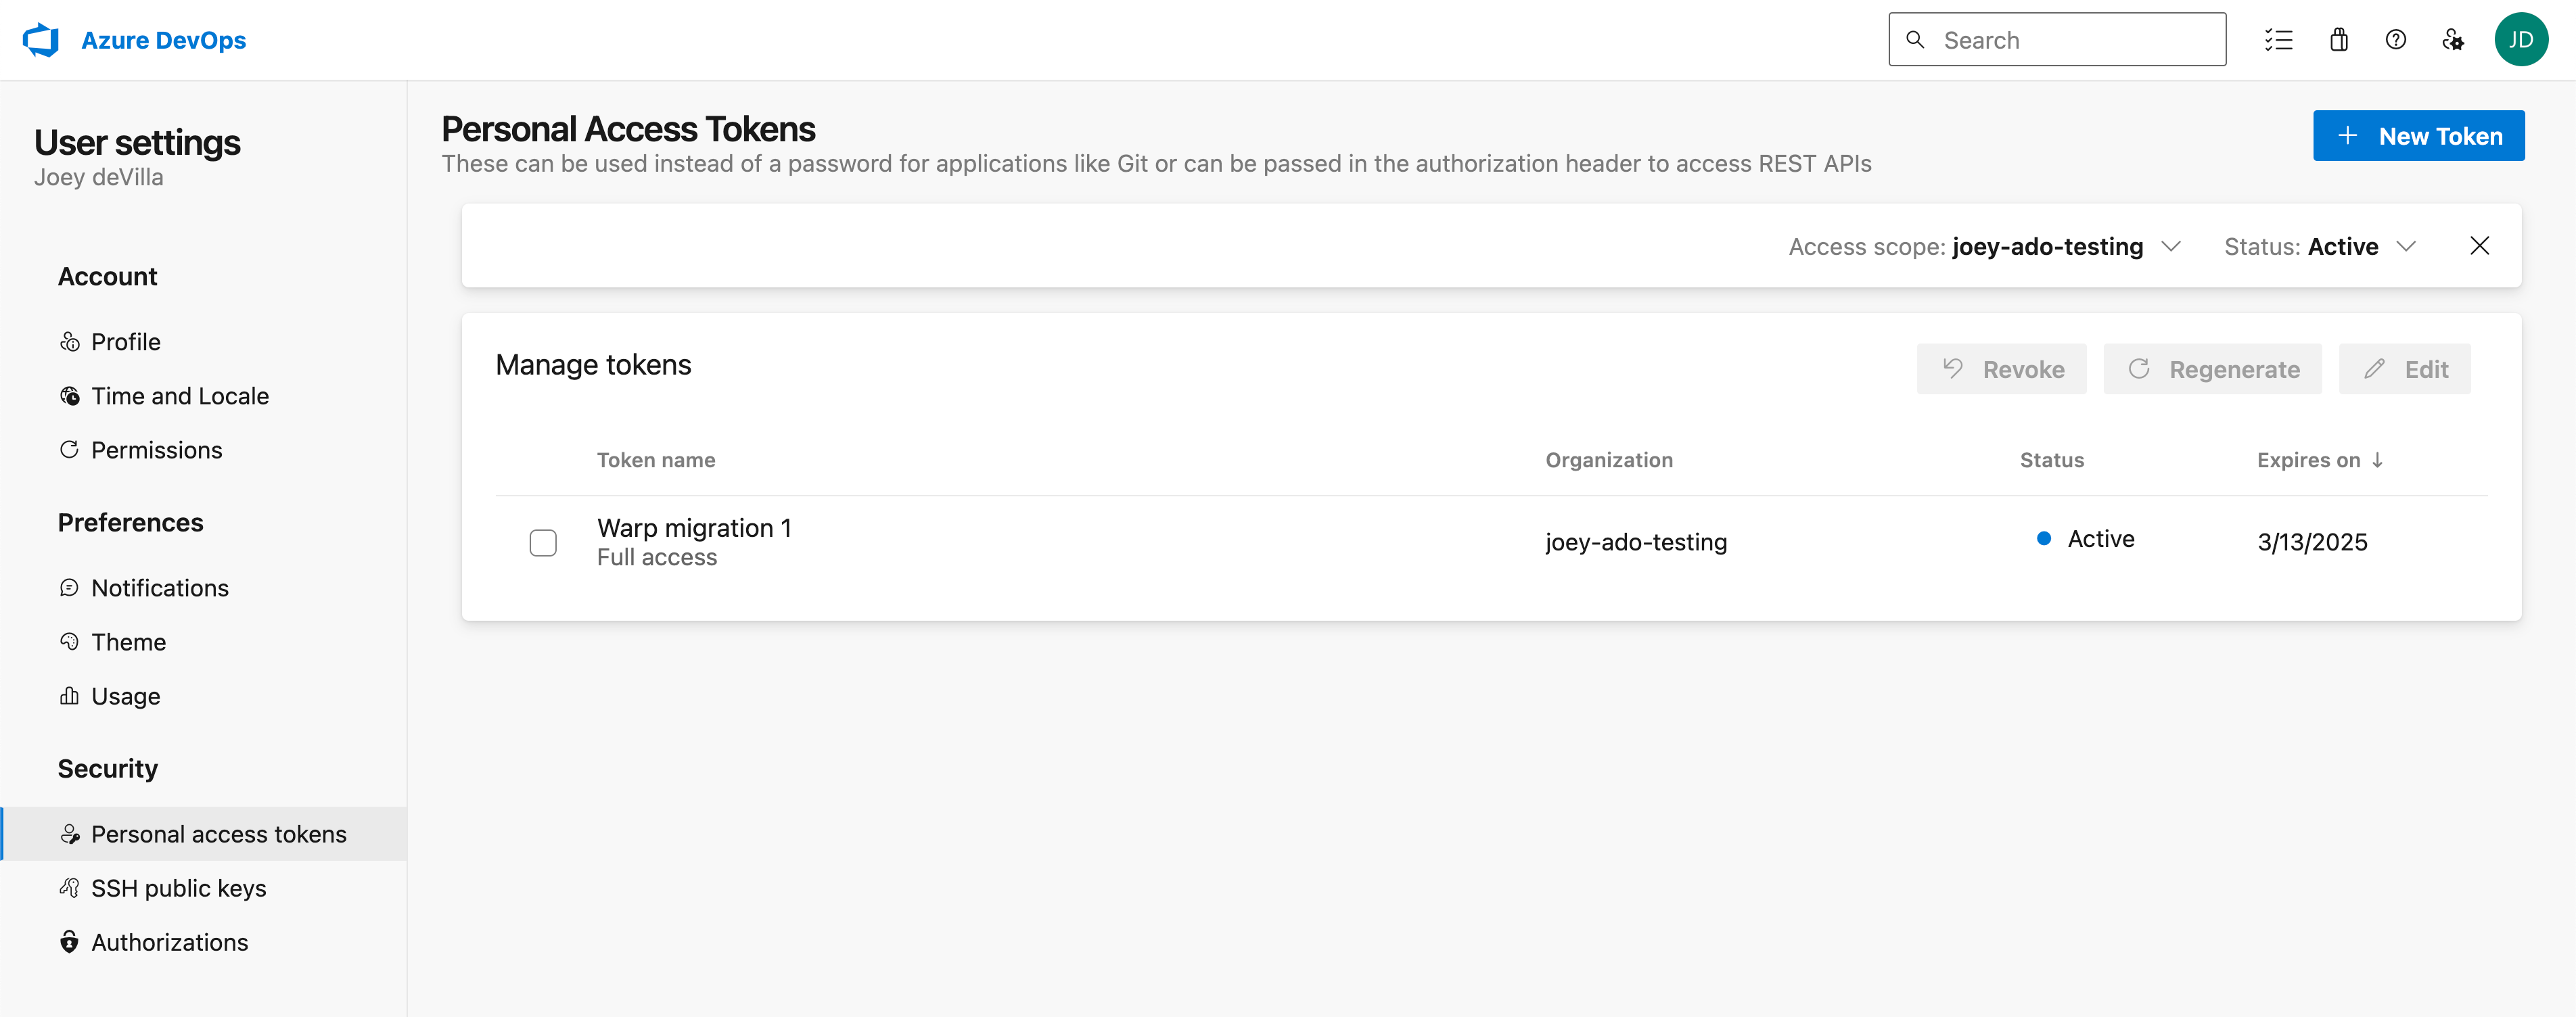 Azure DevOps
Search
JD
User settings
Joey deVilla
Account
Profile
Time and Locale
Permissions
Preferences
Notifications
Theme
Usage
Security
Personal access tokens
SSH public keys
Authorizations
Personal Access Tokens
These can be used instead of a password for applications like Git or can be passed in the authorization header to access REST APIs
New Token
Access scope: joey-ado-testing
Status: Active
Manage tokens
Revoke
Regenerate
Edit
Token name
Organization
Status
Expires on
Warp migration 1
Full access
joey-ado-testing
Active
3/13/2025